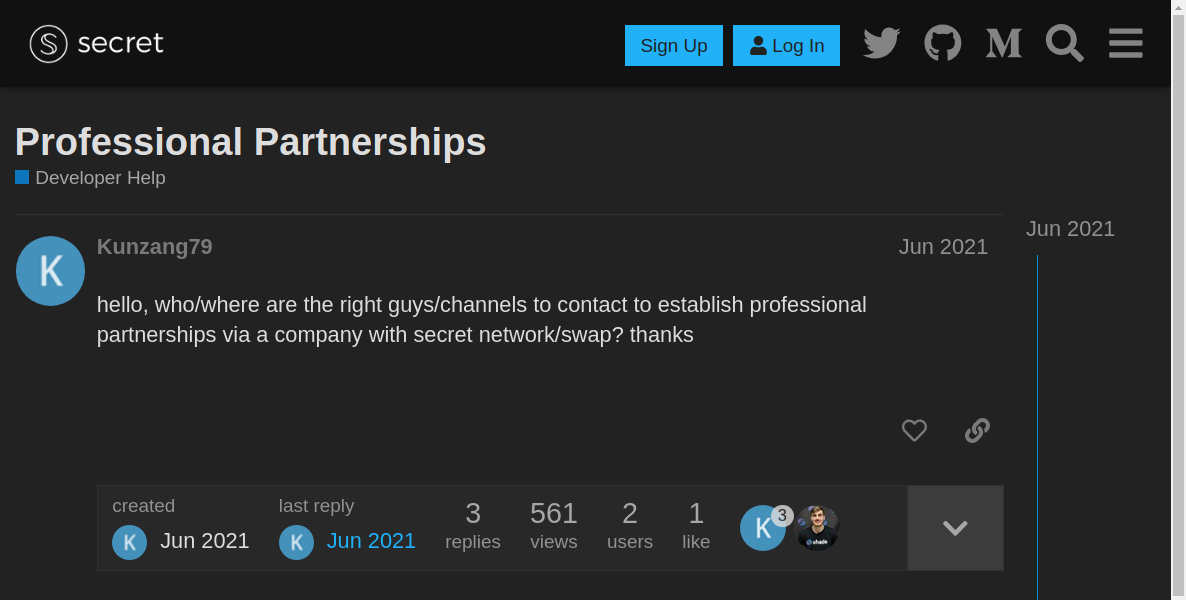 secret
Sign Up
Log In
Professional Partnerships
Developer Help
Kunzang79
Jun 2021
Jun 2021
K
hello, who/where are the right guys/channels to contact to establish professional
partnerships via a company with secret network/swap? thanks
created
last reply
3
561
2
1
K
Jun 2021
K
Jun 2021
replies
views
users
like
K
3
shade